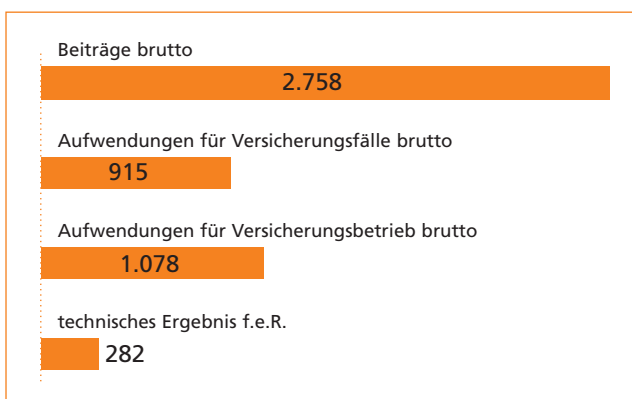 Beiträge brutto
2.758
Aufwendungen für Versicherungsfälle brutto
915
Aufwendungen für Versicherungsbetrieb brutto
1.078
technisches Ergebnis f.e.R.
282